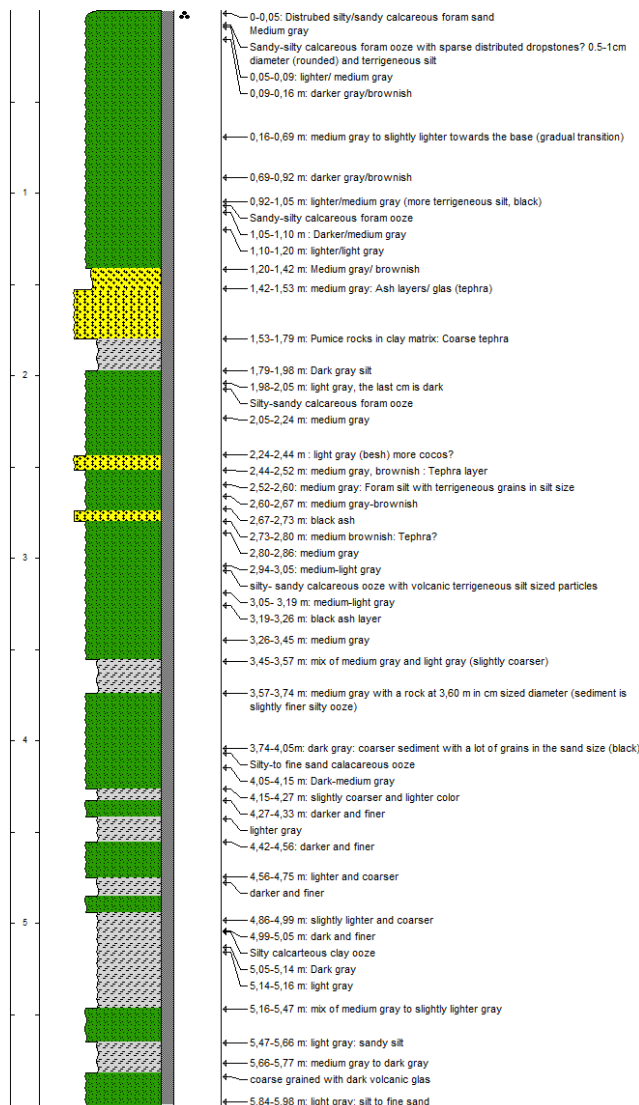 0-0,05: Distrubed silty/sandy calcareous foram sand
Medium gray
Sandy-silty calcareous foram ooze with sparse distributed dropstones? 0.5-1cm
diameter (rounded) and terrigeneous silt
0,05-0,09: lighter/ medium gray
0,09-0,16 m: darker gray/brownish
0,16-0,69 m: medium gray to slightly lighter towards the base (gradual transition)
0,69-0,92 m: darker gray/brownish
1
0,92-1,05 m: lighter/medium gray (more terrigeneous silt, black)
Sandy-silty calcareous foram ooze
1,05-1,10 m : Darker/medium gray
1,10-1,20 m: lighter/light gray
1,20-1,42 m: Medium gray/ brownish
1,42-1,53 m: medium gray: Ash layers/ glas (tephra)
1,53-1,79 m: Pumice rocks in clay matrix: Coarse tephra
2
1,79-1,98 m: Dark gray silt
1,98-2,05 m: light gray, the last cm is dark
Silty-sandy calcareous foram ooze
2,05-2,24 m: medium gray
2,24-2,44 m : light gray (besh) more cocos?
2,44-2,52 m: medium gray, brownish : Tephra layer
2,52-2,60: medium gray: Foram silt with terrigeneous grains in silt size
2,60-2,67 m: medium gray-brownish
2,67-2,73 m: black ash
2,73-2,80 m: medium brownish: Tephra?
2,80-2,86: medium gray
3
2,94-3,05: medium-light gray
silty- sandy calcareous ooze with volcanic terrigeneous silt sized particles
3,05- 3,19 m: medium-light gray
3,19-3,26 m: black ash layer
3,26-3,45 m: medium gray
3,45-3,57 m: mix of medium gray and light gray (slightly coarser)
3,57-3,74 m: medium gray with a rock at 3,60 m in cm sized diameter (sediment is
slightly finer silty ooze)
4
3,74-4,05m: dark gray: coarser sediment with a lot of grains in the sand size (black)
Silty-to fine sand calacareous ooze
4,05-4,15 m: Dark-medium gray
4,15-4,27 m: slightly coarser and lighter color
4,27-4,33 m: darker and finer
lighter gray
4,42-4,56: darker and finer
4,56-4,75 m: lighter and coarser
darker and finer
5
4,86-4,99 m: slightly lighter and coarser
4,99-5,05 m: dark and finer
Silty calcarteous clay ooze
5,05-5,14 m: Dark gray
5,14-5,16 m: light gray
5,16-5,47 m: mix of medium gray to slightly lighter gray
5,47-5,66 m: light gray: sandy silt
5,66-5,77 m: medium gray to dark gray
coarse grained with dark volcanic glas
5,84-5,98 m: light gray: silt to fine sand